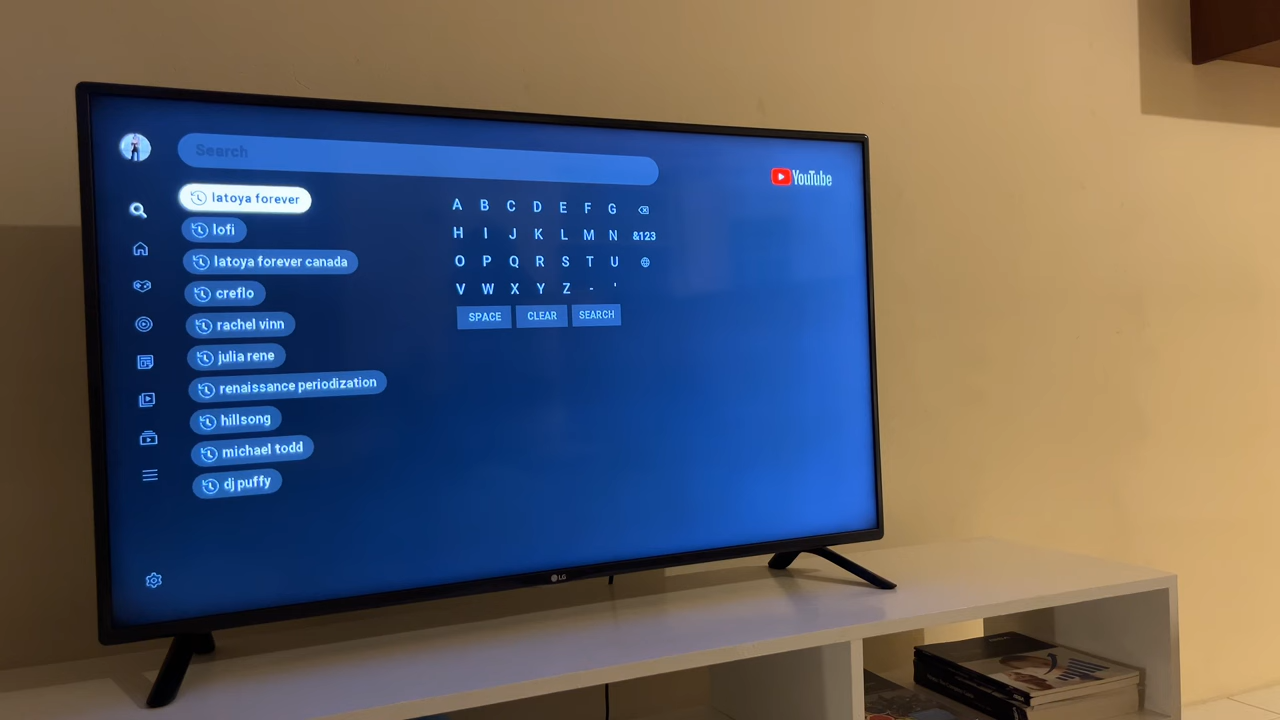 Search
YouTube
latoya forever
lofi
latoya forever canada
creflo
rachel vinn
julia rene
renaissance periodization
hillsong
michael todd
dj puffy
A B C D E F G
H I J K L M N &123
O P Q R S T U
V W X Y Z - '
SPACE CLEAR SEARCH
LG